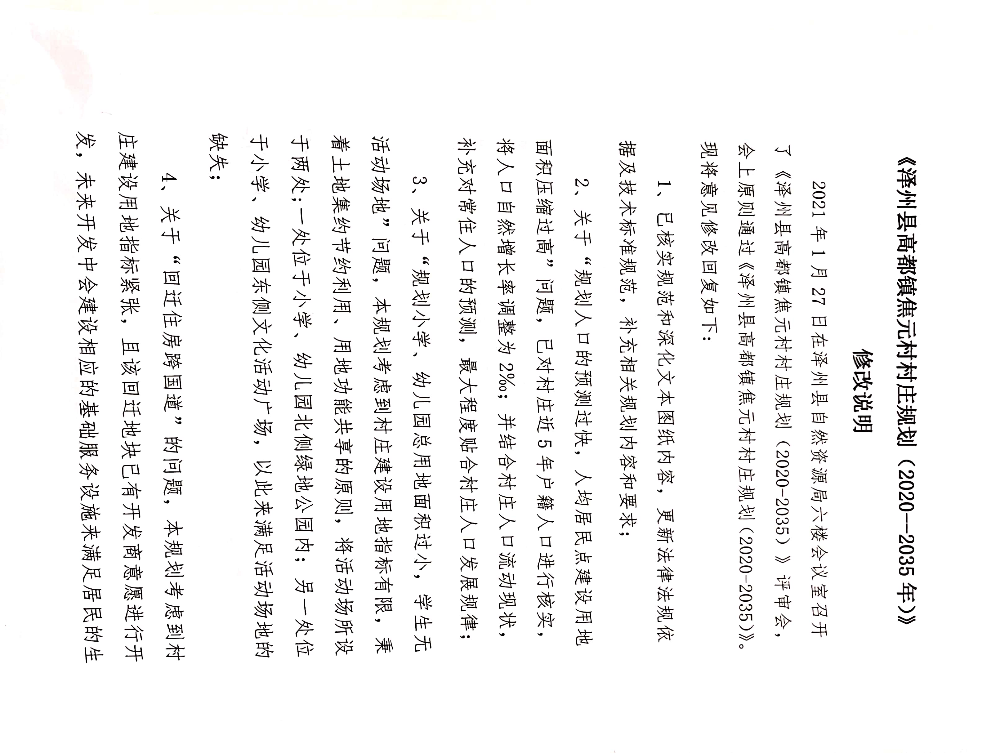 《泽州县高都镇焦元村村庄规划（2020--2035 年）》
修改说明
2021 年 1 月 27 日在泽州县自然资源局六楼会议室召开
了《泽州县高都镇焦元村村庄规划（2020-2035）》评审会，
会上原则通过《泽州县高都镇焦元村村庄规划(2020-2035)》。
现将意见修改回复如下：
1、已核实规范和深化文本图纸内容，更新法律法规依
据及技术标准规范，补充相关规划内容和要求；
2、关于“规划人口的预测过快，人均居民点建设用地
面积压缩过高”问题，已对村庄近 5 年户籍人口进行核实，
将人口自然增长率调整为 2‰；并结合村庄人口流动现状，
补充对常住人口的预测，最大程度贴合村庄人口发展规律；
3、关于“规划小学、幼儿园总用地面积过小，学生无
活动场地”问题，本规划考虑到村庄建设用地指标有限，秉
着土地集约节约利用、用地功能共享的原则，将活动场所设
于两处；一处位于小学、幼儿园北侧绿地公园内；另一处位
于小学、幼儿园东侧文化活动广场，以此来满足活动场地的
缺失；
4、关于“回迁住房跨国道”的问题，本规划考虑到村
庄建设用地指标紧张，且该回迁地块已有开发商意愿进行开
发，未来开发中会建设相应的基础服务设施来满足居民的生